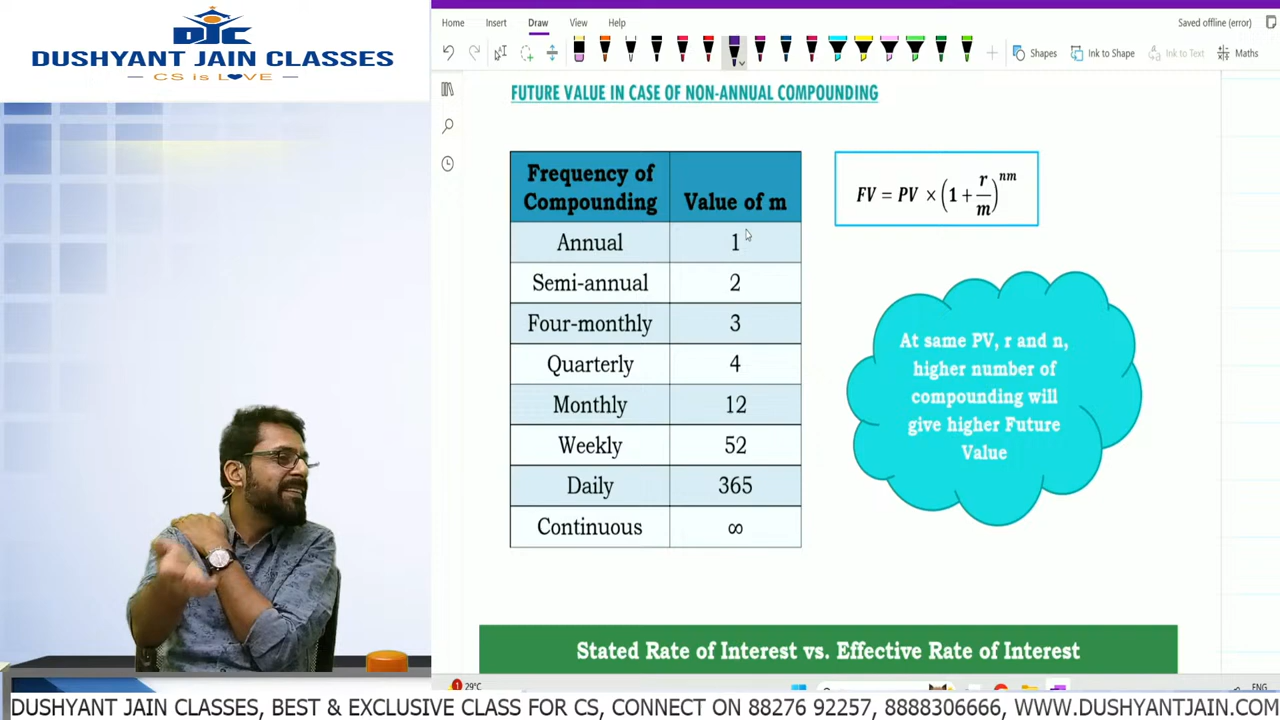 DJC
DUSHYANT JAIN CLASSES
CS is LOVE
Home Insert Draw View Help
Saved offline (error)
Shapes Ink to Shape Ink to Text Maths
FUTURE VALUE IN CASE OF NON-ANNUAL COMPOUNDING
Frequency of Compounding Value of m
Annual 1
Semi-annual 2
Four-monthly 3
Quarterly 4
Monthly 12
Weekly 52
Daily 365
Continuous ∞
FV = PV × (1 + r/m)^nm
At same PV, r and n,
higher number of
compounding will
give higher Future
Value
Stated Rate of Interest vs. Effective Rate of Interest
1
29°C
ENG
DUSHYANT JAIN CLASSES, BEST & EXCLUSIVE CLASS FOR CS, CONNECT ON 88276 92257, 8888306666, WWW.DUSHYANTJAIN.COM